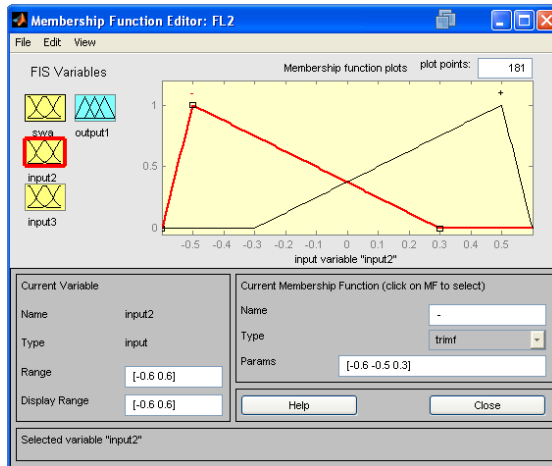 Membership Function Editor: FL2
File Edit View
FIS Variables
swa output1
input2
input3
Membership function plots plot points: 181
- +
1
0.5
0
-0.5 -0.4 -0.3 -0.2 -0.1 0 0.1 0.2 0.3 0.4 0.5
input variable "input2"
Current Variable
Name input2
Type input
Range [-0.6 0.6]
Display Range [-0.6 0.6]
Current Membership Function (click on MF to select)
Name -
Type trimf
Params [-0.6 -0.5 0.3]
Help Close
Selected variable "input2"